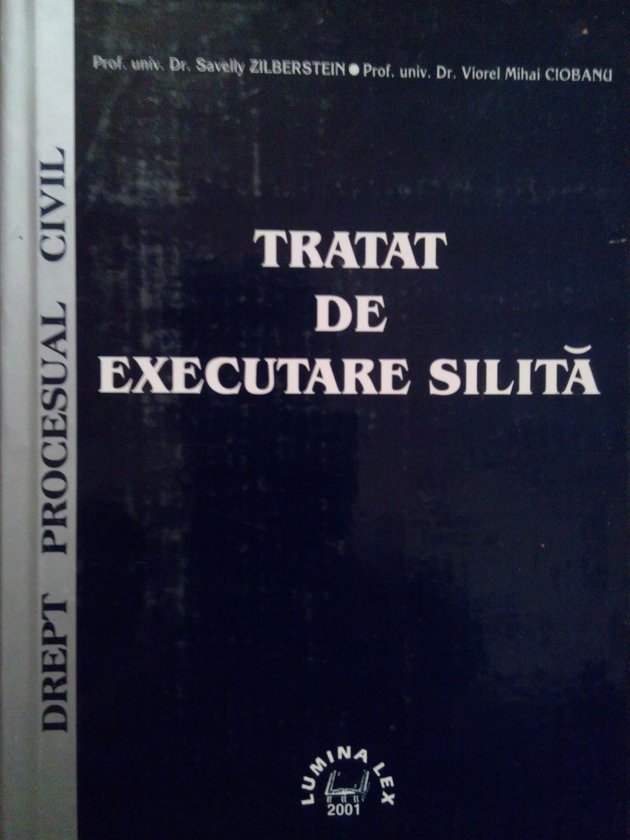 Prof. univ. Dr. Savelly ZILBERSTEIN ● Prof. univ. Dr. Viorel Mihai CIOBANU
TRATAT
DE
EXECUTARE SILITĂ
DREPT PROCESUAL CIVIL
LUMINA LEX
2001